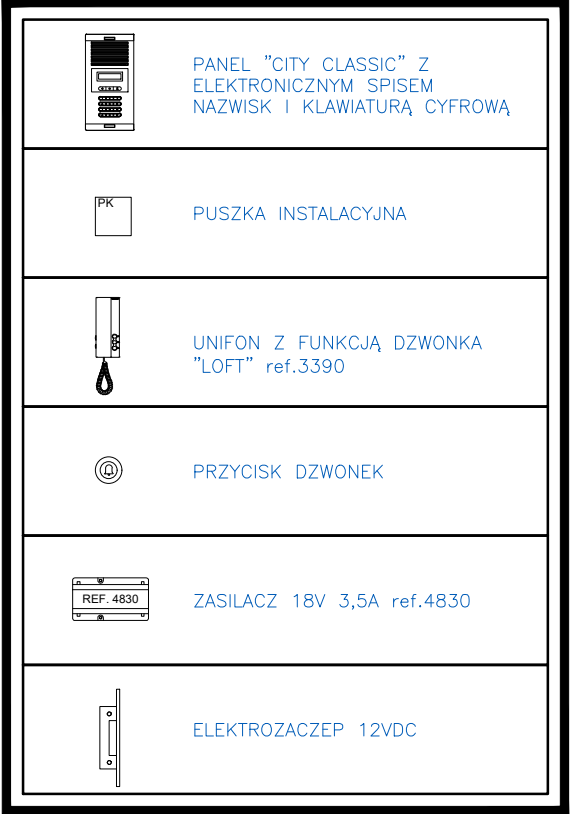 PANEL "CITY CLASSIC" Z
ELEKTRONICZNYM SPISEM
NAZWISK I KLAWIATURĄ CYFROWĄ
PK
PUSZKA INSTALACYJNA
UNIFON Z FUNKCJĄ DZWONKA
"LOFT" ref.3390
PRZYCISK DZWONEK
REF. 4830
ZASILACZ 18V 3,5A ref.4830
ELEKTROZACZEP 12VDC